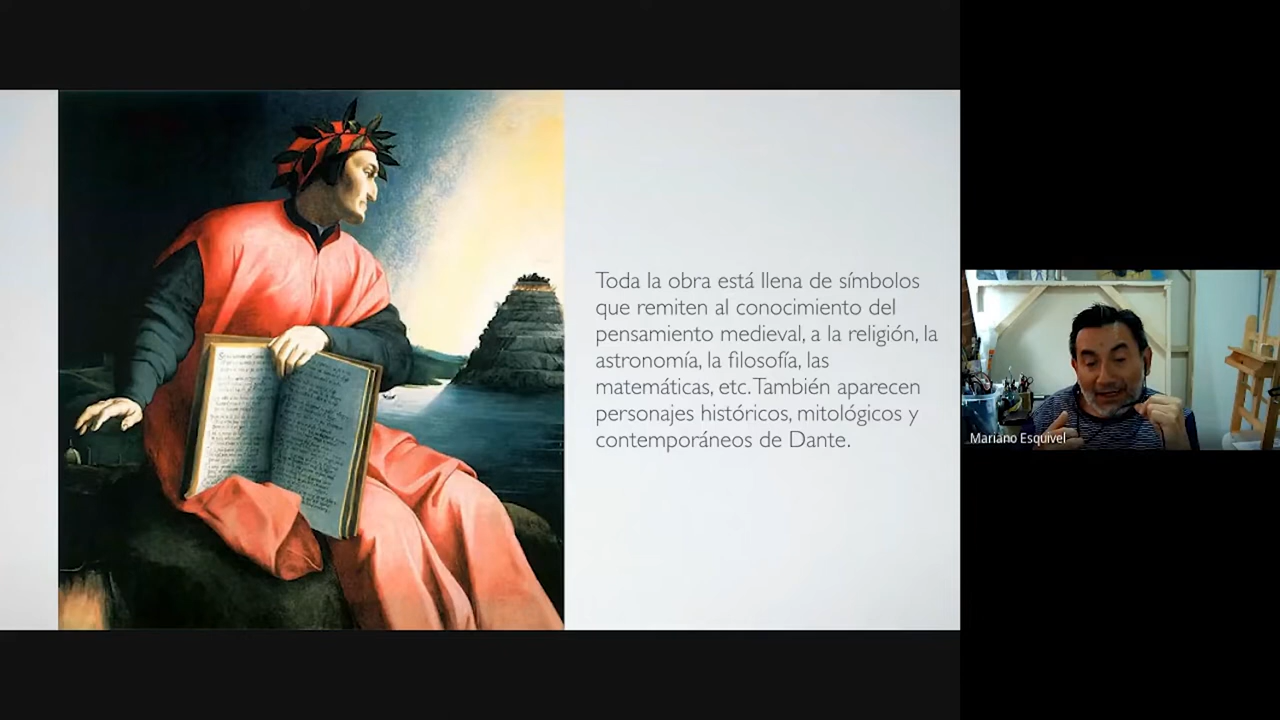 Toda la obra está llena de símbolos
que remiten al conocimiento del
pensamiento medieval, a la religión, la
astronomía, la filosofía, las
matemáticas, etc. También aparecen
personajes históricos, mitológicos y
contemporáneos de Dante.
Mariano Esquivel